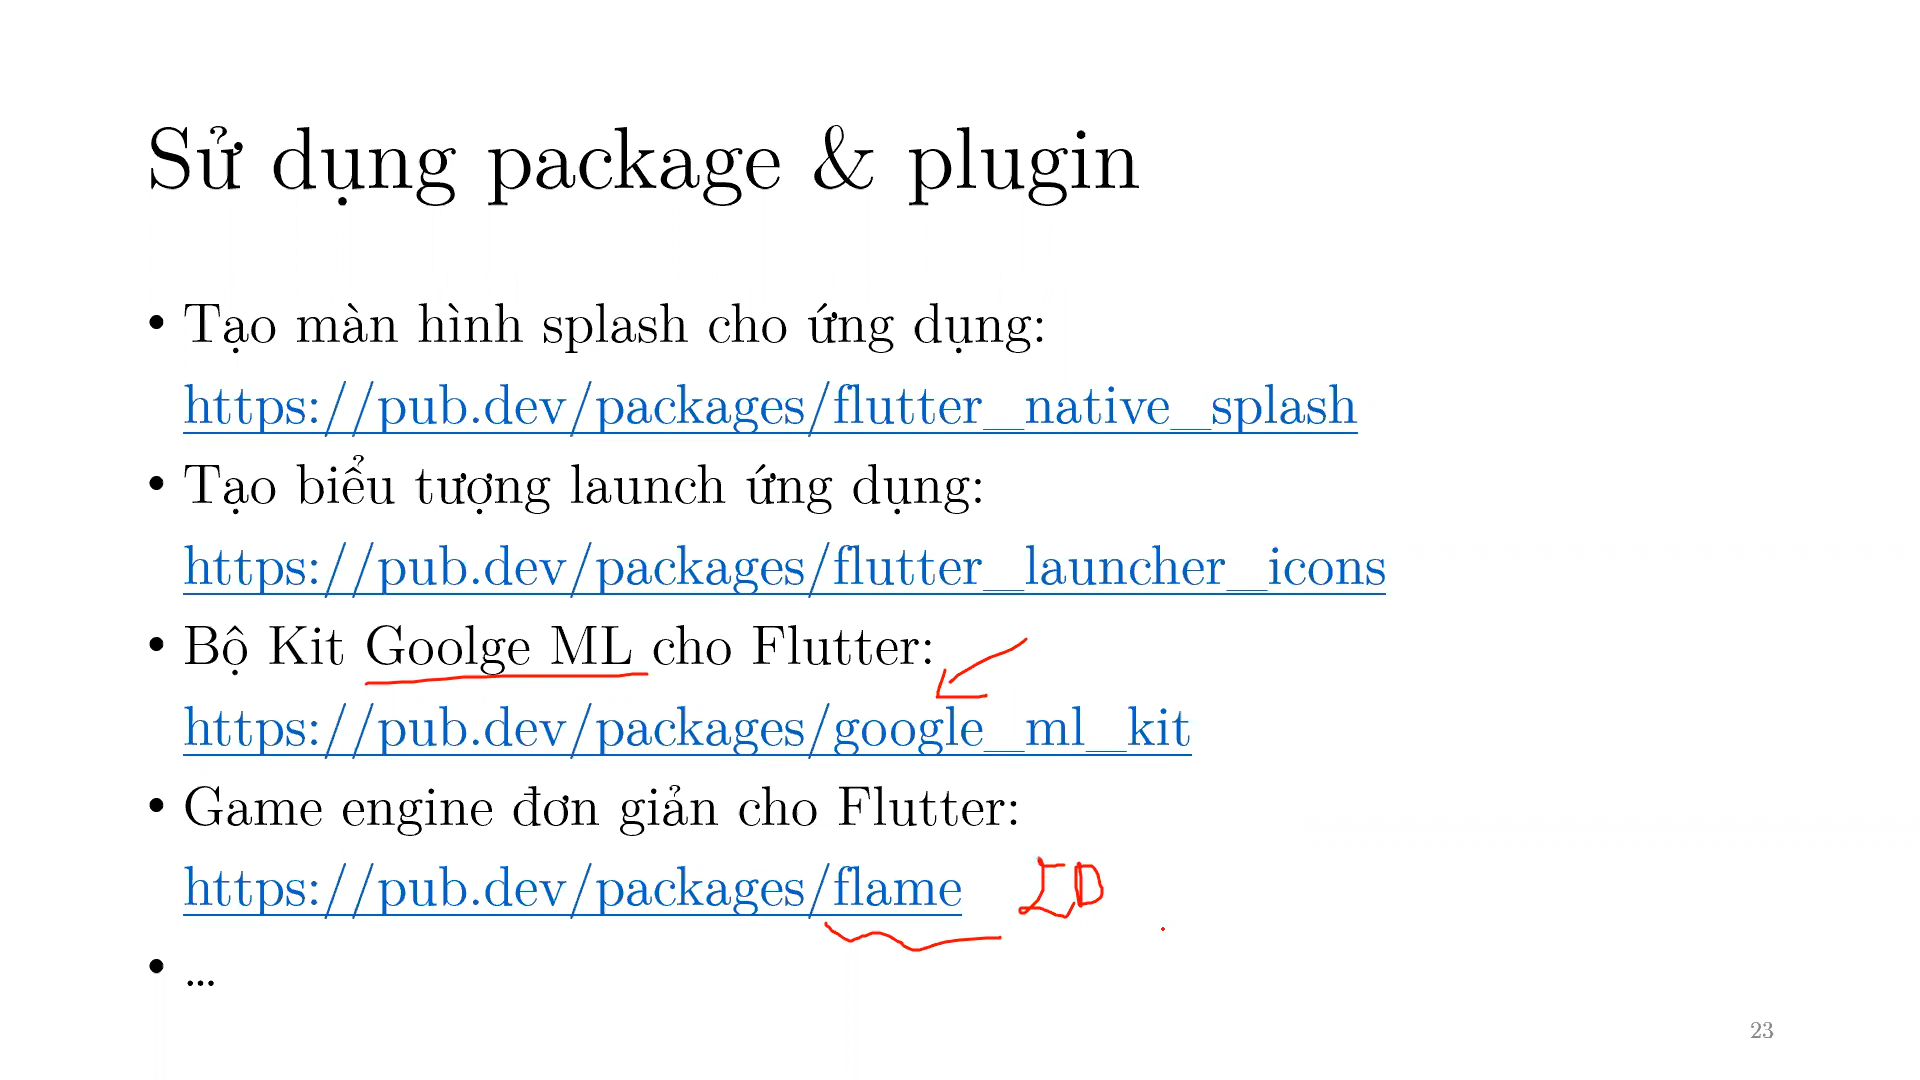 Sử dụng package & plugin
• Tạo màn hình splash cho ứng dụng:
https://pub.dev/packages/flutter_native_splash
• Tạo biểu tượng launch ứng dụng:
https://pub.dev/packages/flutter_launcher_icons
• Bộ Kit Goolge ML cho Flutter:
https://pub.dev/packages/google_ml_kit
• Game engine đơn giản cho Flutter:
https://pub.dev/packages/flame
• ...
23